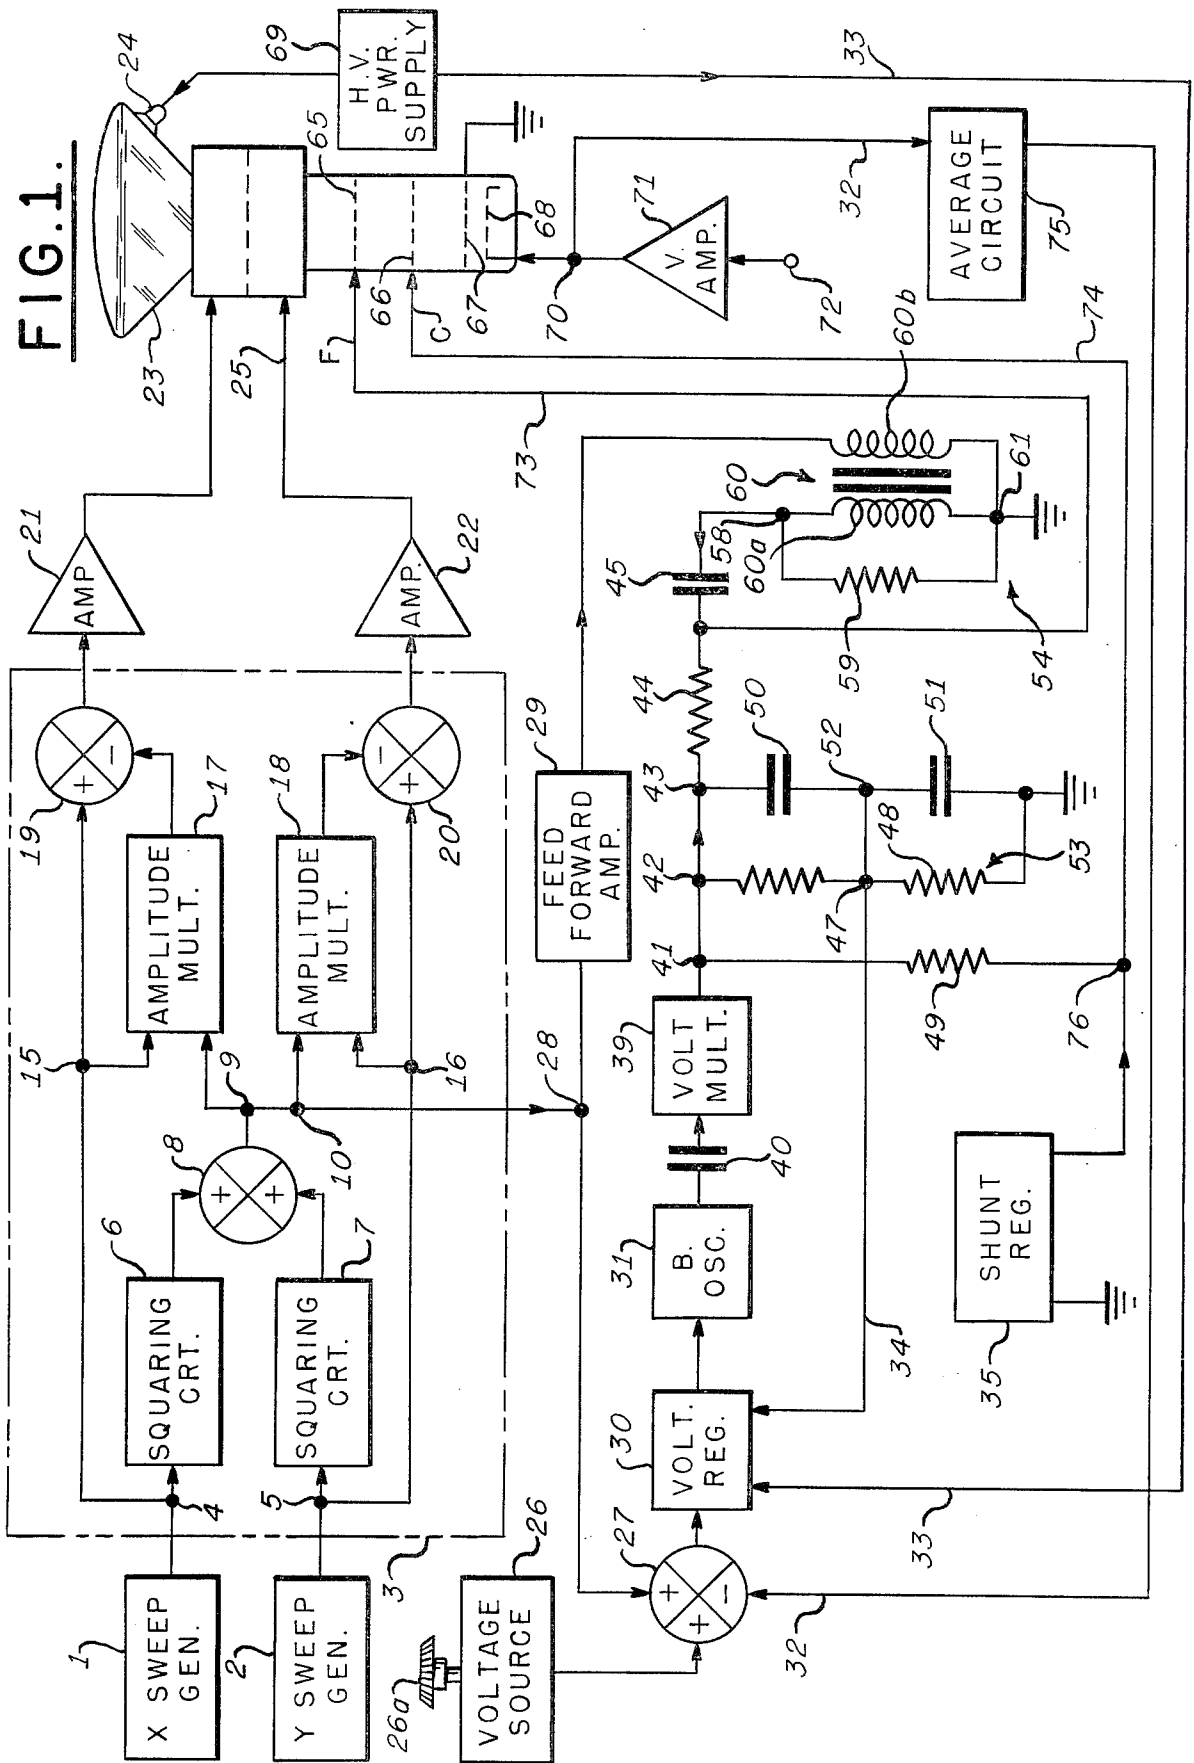 FIG.1.
1
X SWEEP
GEN.
2
Y SWEEP
GEN.
3
4
5
6
SQUARING
CRT.
7
SQUARING
CRT.
8
+
+
9
10
15
16
17
AMPLITUDE
MULT.
18
AMPLITUDE
MULT.
19
+
−
20
+
−
21
AMP
22
AMP.
23
24
25
F
C
65
66
67
68
69
H.V.
PWR.
SUPPLY
70
71
V.
AMP.
72
73
74
32
33
75
AVERAGE
CIRCUIT
26
26a
VOLTAGE
SOURCE
27
+
+
−
28
29
FEED
FORWARD
AMP.
30
VOLT.
REG.
31
B.
OSC.
32
33
34
35
SHUNT
REG.
39
VOLT
MULT.
40
41
42
43
44
45
47
48
49
50
51
52
53
54
58
59
60
60a
60b
61
76